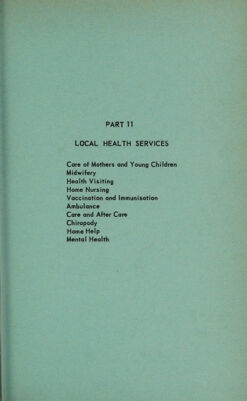 PART 11
LOCAL HEALTH SERVICES
Care of Mothers and Young Children
Midwifery
Health Visiting
Home Nursing
Vaccination and Immunisation
Ambulance
Care and After Care
Chiropody
Home Help
Mental Health